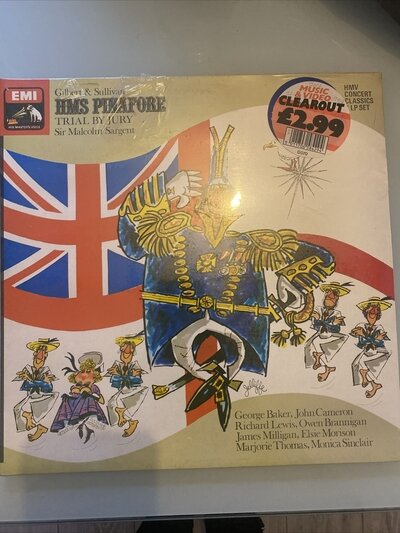 EMI
HIS MASTER'S VOICE
Gilbert & Sullivan
HMS PINAFORE
TRIAL BY JURY
Sir Malcolm Sargent
MUSIC
& VIDEO
CLEAROUT
£2.99
HMV
CONCERT
CLASSICS
LP SET
Jolliffe
George Baker, John Cameron
Richard Lewis, Owen Brannigan
James Milligan, Elsie Morison
Marjorie Thomas, Monica Sinclair